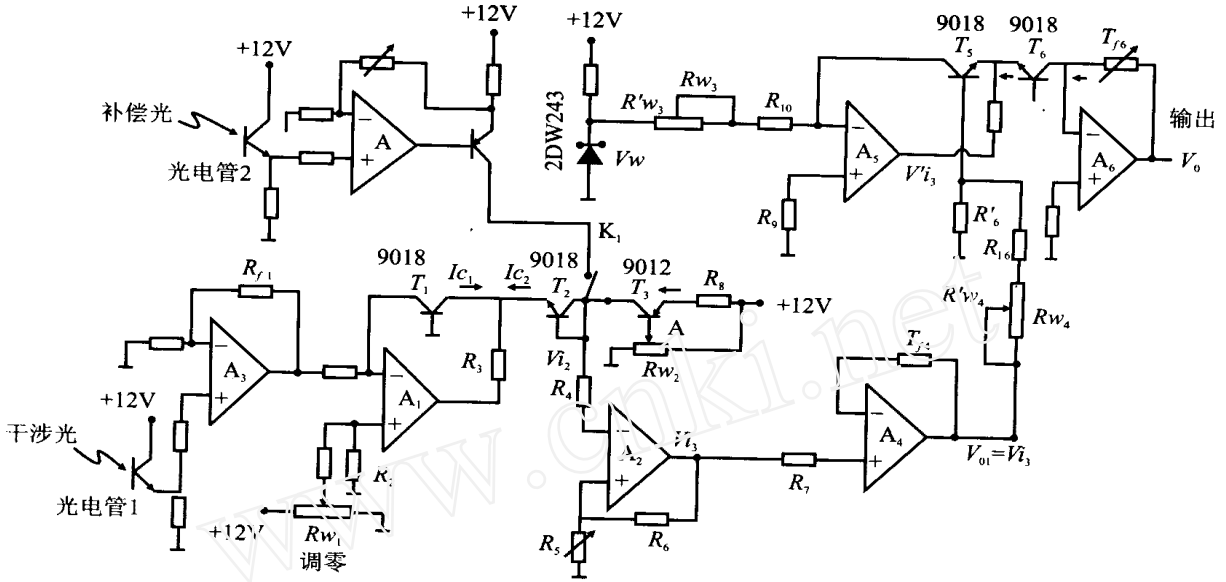 +12V
+12V
+12V
9018
9018
T5
T6
Tf6
补偿光
光电管2
−
+
A
2DW243
Vw
R'w3
Rw3
R10
−
+
A5
V'i3
R9
−
+
A6
输出
V0
R'6
R16
R'w4
Rw4
K1
9018
T1
Ic1
Ic2
9018
T2
9012
T3
R8
+12V
A
Rw2
Rf1
−
+
A3
R3
Vi2
R4
−
+
A1
干涉光
+12V
光电管1
+12V
Rw1
调零
−
+
A2
Vi3
R5
R6
R7
−
+
A4
V01=Vi3
www.cnki.net